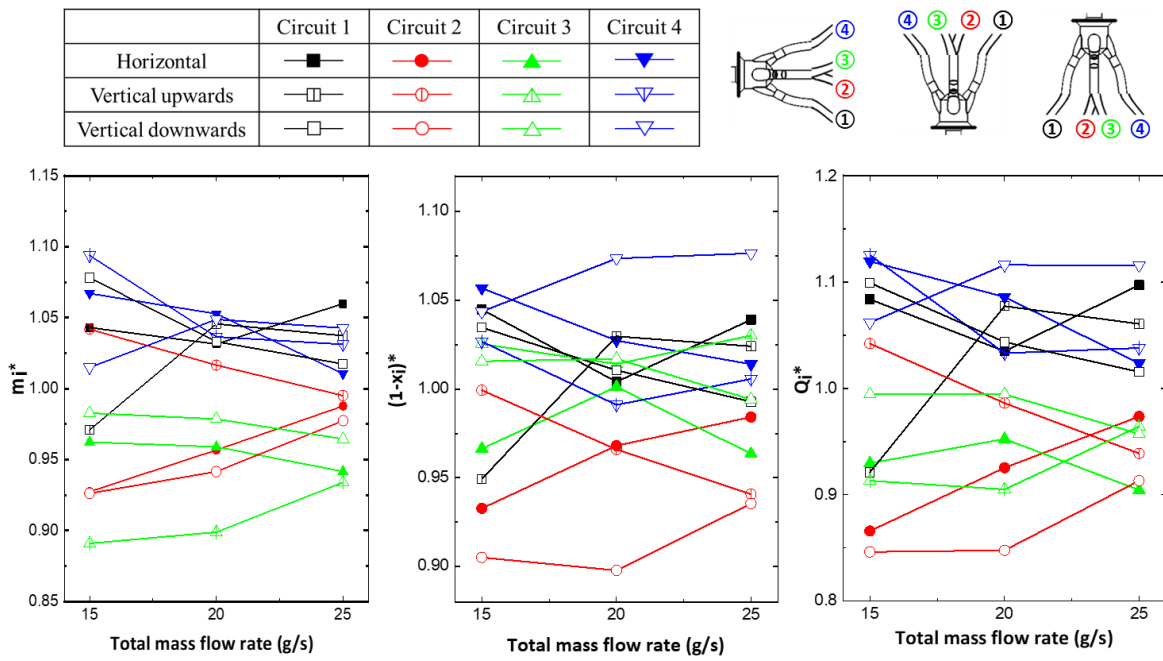 Circuit 1 Circuit 2 Circuit 3 Circuit 4
Horizontal
Vertical upwards
Vertical downwards
④ ③ ② ①
④ ③ ② ①
① ② ③ ④
1.15
1.10
1.05
1.00
0.95
0.90
0.85
mi*
15 20 25
Total mass flow rate (g/s)
1.10
1.05
1.00
0.95
0.90
(1-xi)*
15 20 25
Total mass flow rate (g/s)
1.2
1.1
1.0
0.9
0.8
Qi*
15 20 25
Total mass flow rate (g/s)